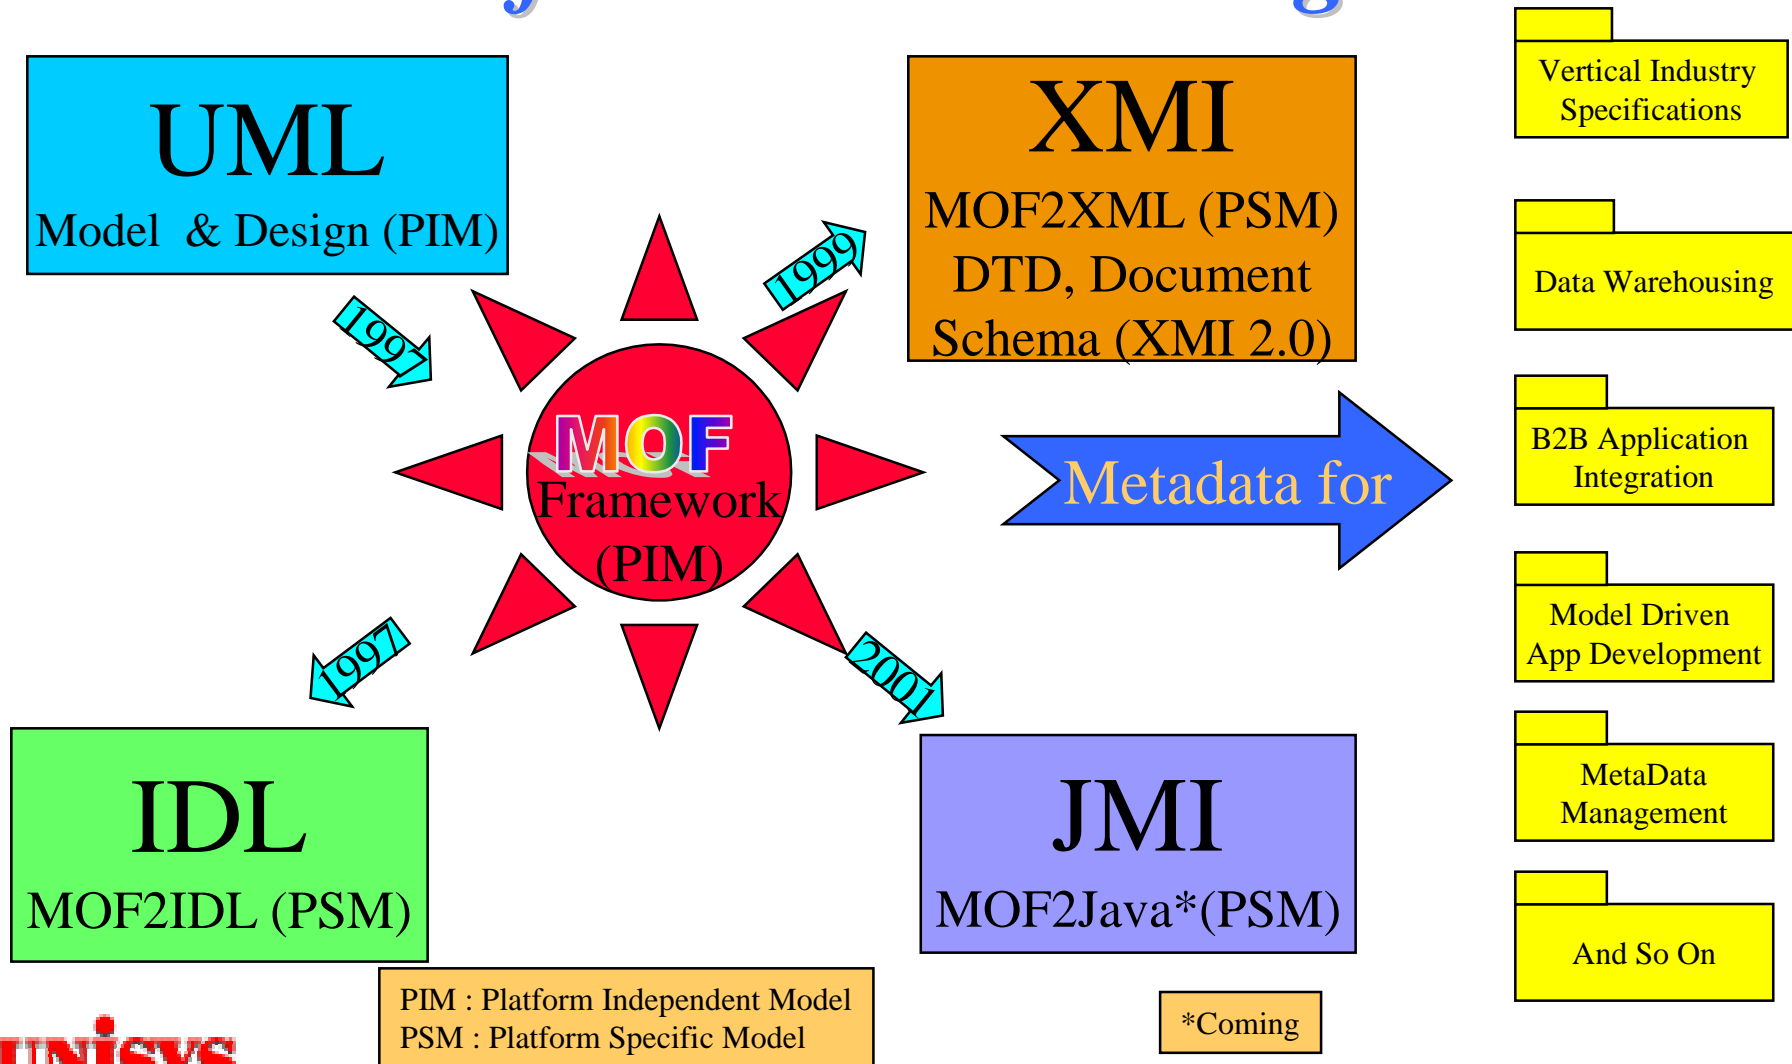 UML
Model & Design (PIM)
1997
1999
XMI
MOF2XML (PSM)
DTD, Document
Schema (XMI 2.0)
MOF
Framework
(PIM)
Metadata for
1997
2001
IDL
MOF2IDL (PSM)
JMI
MOF2Java*(PSM)
Vertical Industry
Specifications
Data Warehousing
B2B Application
Integration
Model Driven
App Development
MetaData
Management
And So On
PIM : Platform Independent Model
PSM : Platform Specific Model
*Coming
UNiSYS